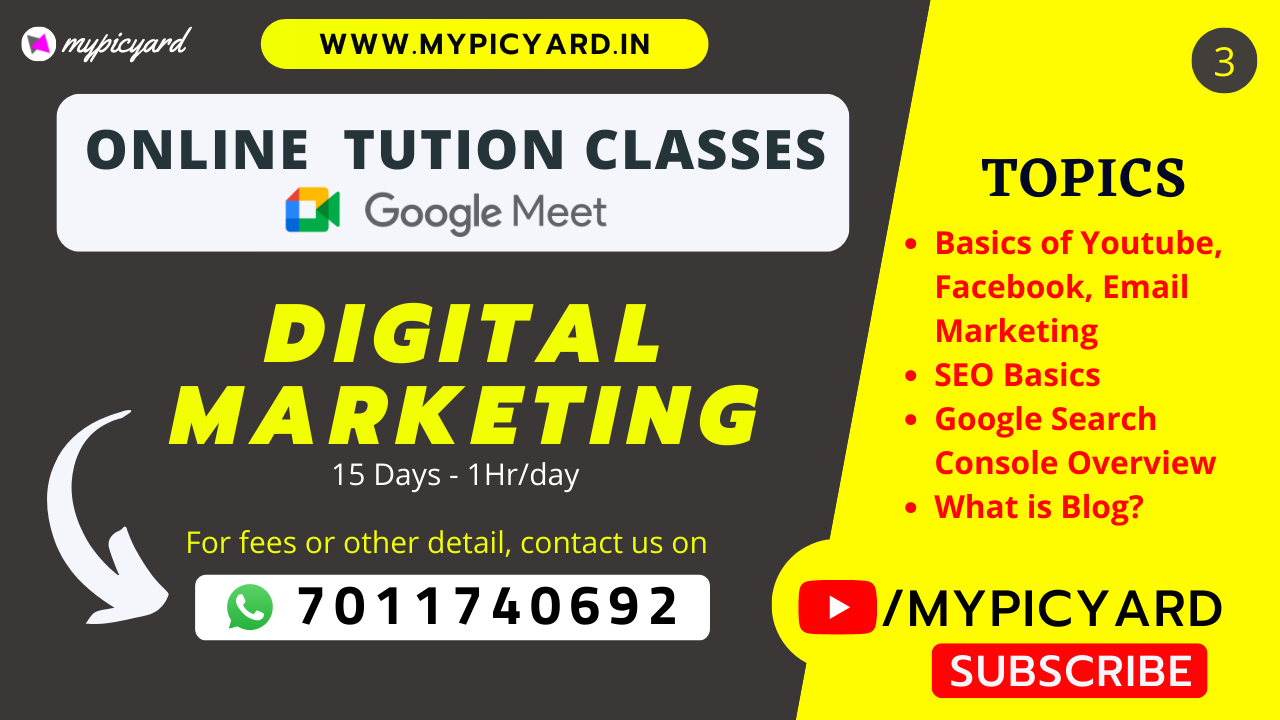 mypicyard
WWW.MYPICYARD.IN
3
ONLINE TUTION CLASSES
Google Meet
DIGITAL
MARKETING
15 Days - 1Hr/day
For fees or other detail, contact us on
7011740692
TOPICS
• Basics of Youtube,
Facebook, Email
Marketing
• SEO Basics
• Google Search
Console Overview
• What is Blog?
/MYPICYARD
SUBSCRIBE